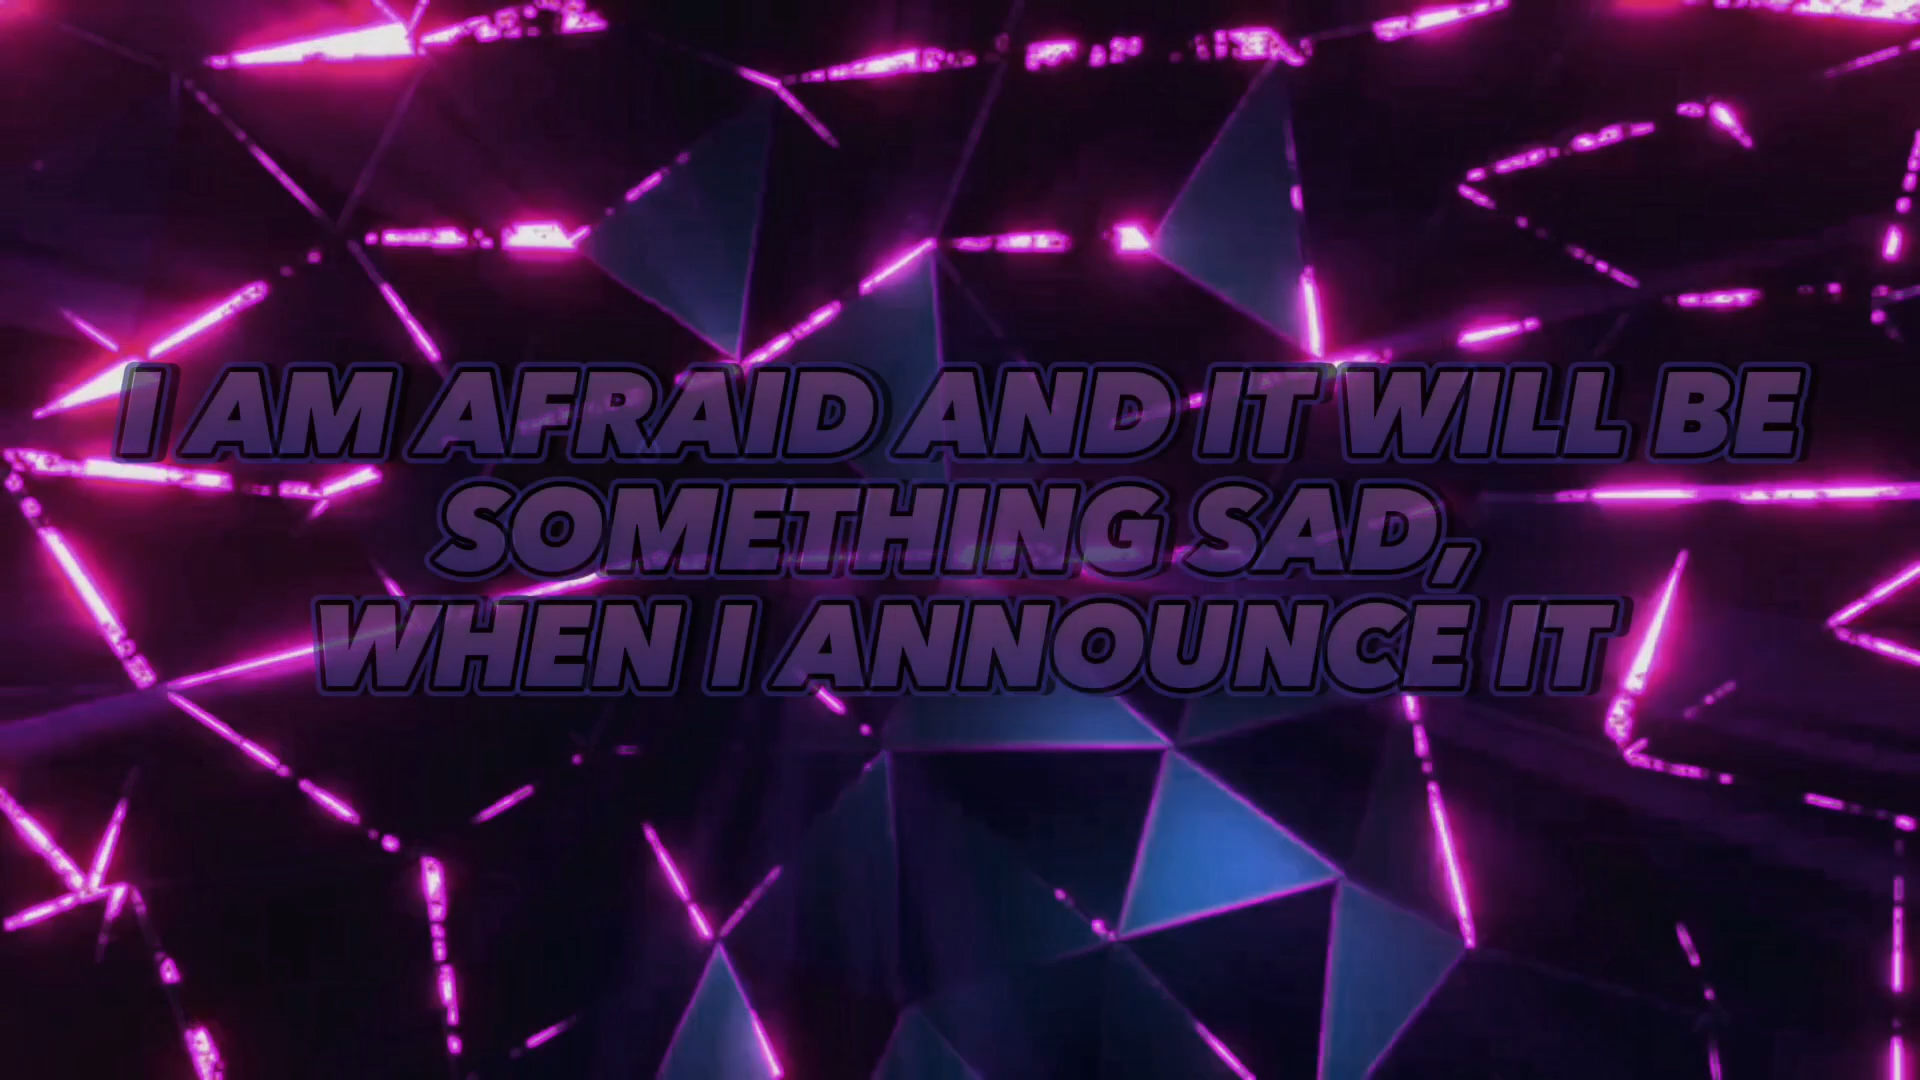 I AM AFRAID AND IT WILL BE
SOMETHING SAD,
WHEN I ANNOUNCE IT